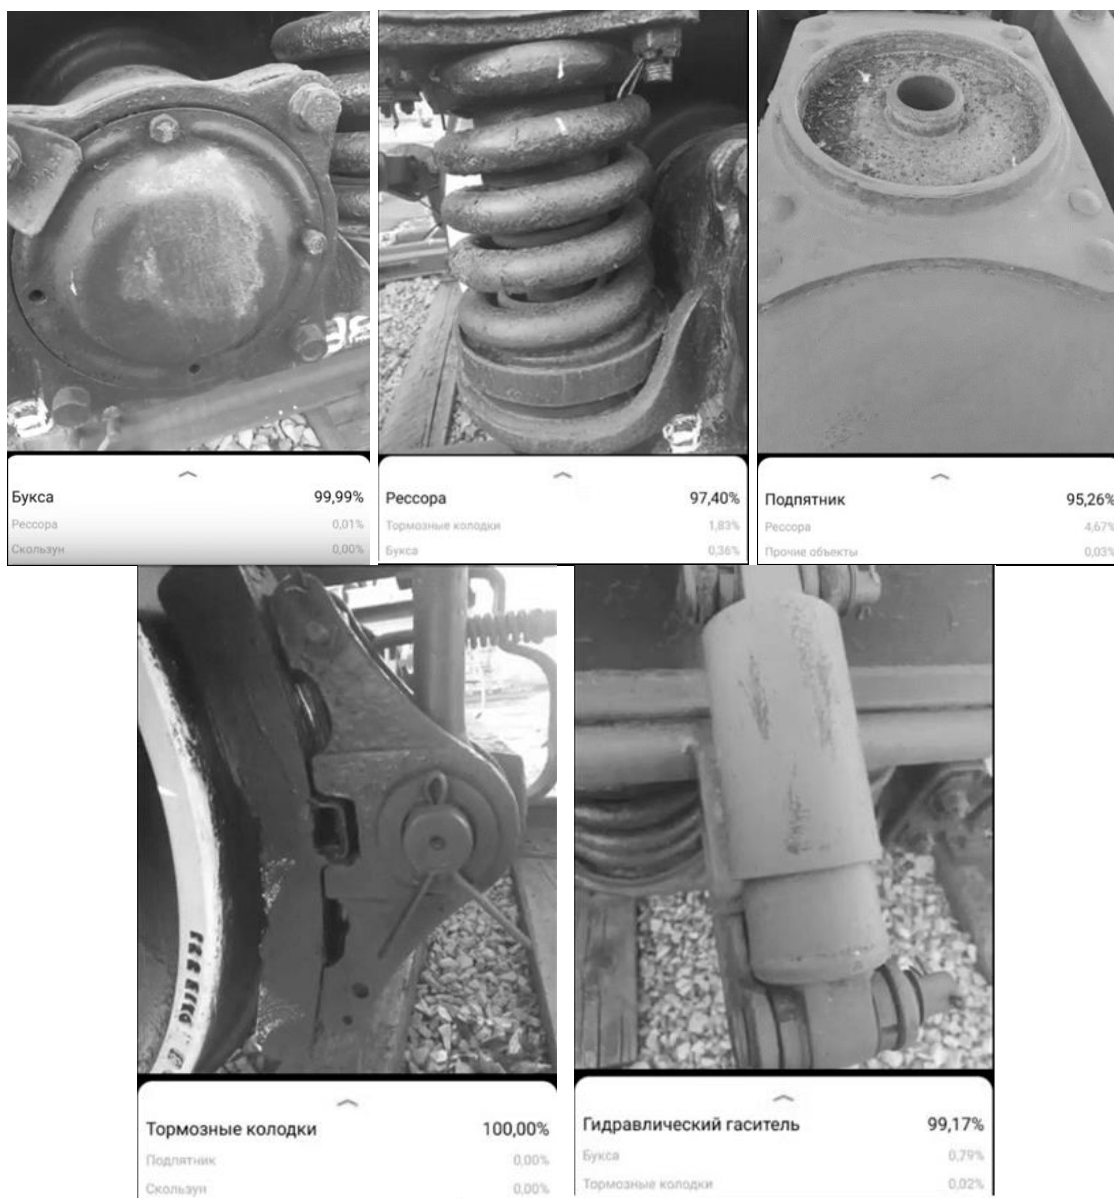 Букса 99,99%
Рессора 0,01%
Скользун 0,00%
Рессора 97,40%
Тормозные колодки 1,83%
Букса 0,36%
Подпятник 95,26%
Рессора 4,67%
Прочие объекты 0,03%
Тормозные колодки 100,00%
Подпятник 0,00%
Скользун 0,00%
Гидравлический гаситель 99,17%
Букса 0,79%
Тормозные колодки 0,02%